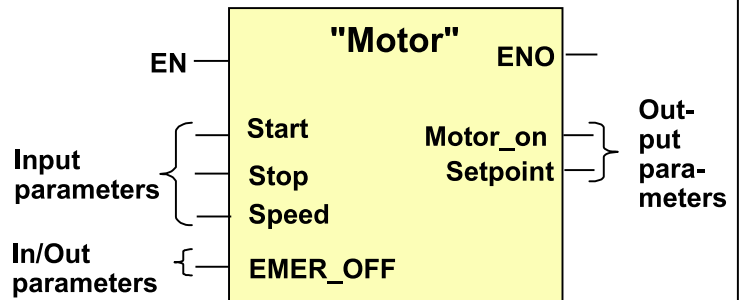 "Motor"
EN
ENO
Start
Stop
Speed
EMER_OFF
Motor_on
Setpoint
Input
parameters
In/Out
parameters
Out-
put
para-
meters